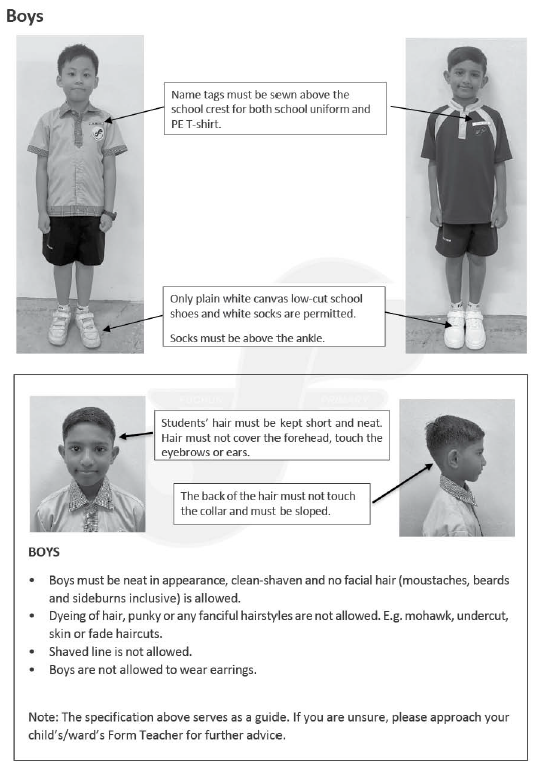 Boys
Name tags must be sewn above the
school crest for both school uniform and
PE T-shirt.
Only plain white canvas low-cut school
shoes and white socks are permitted.
Socks must be above the ankle.
Students' hair must be kept short and neat.
Hair must not cover the forehead, touch the
eyebrows or ears.
The back of the hair must not touch
the collar and must be sloped.
BOYS
• Boys must be neat in appearance, clean-shaven and no facial hair (moustaches, beards
and sideburns inclusive) is allowed.
• Dyeing of hair, punky or any fanciful hairstyles are not allowed. E.g. mohawk, undercut,
skin or fade haircuts.
• Shaved line is not allowed.
• Boys are not allowed to wear earrings.
Note: The specification above serves as a guide. If you are unsure, please approach your
child's/ward's Form Teacher for further advice.